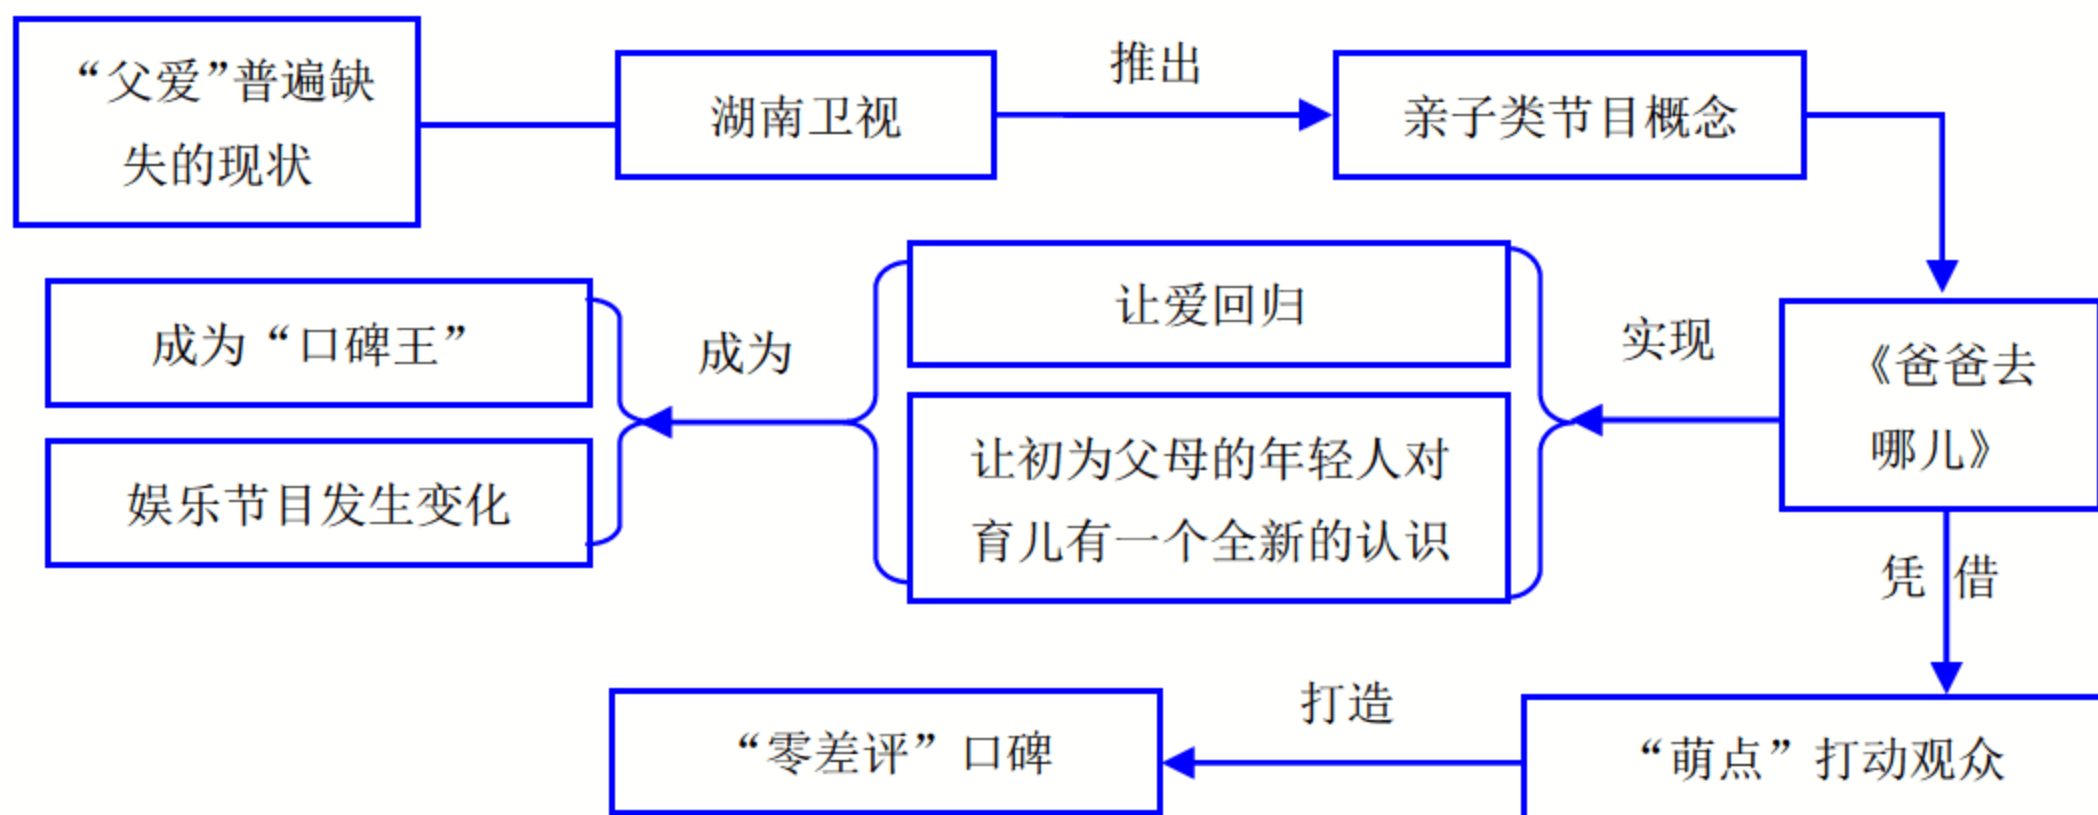 “父爱”普遍缺
失的现状
湖南卫视
推出
亲子类节目概念
《爸爸去
哪儿》
实现
让爱回归
让初为父母的年轻人对
育儿有一个全新的认识
成为
成为“口碑王”
娱乐节目发生变化
凭借
“萌点”打动观众
打造
“零差评”口碑